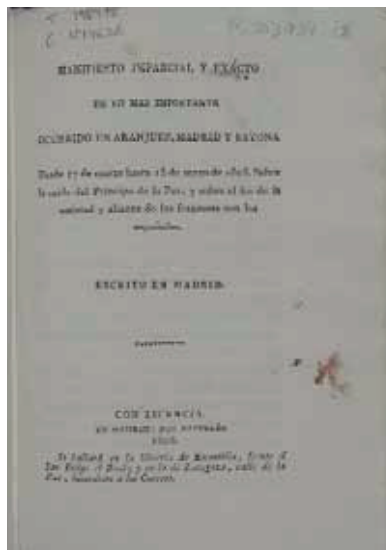 MANIFIESTO IMPARCIAL Y EXACTO
DE LO MAS IMPORTANTE
OCURRIDO EN ARANJUEZ, MADRID Y BAYONA
Desde 17 de marzo hasta 15 de mayo de 1808. Sobre
la caida del Príncipe de la Paz, y sobre el fin de la
amistad y alianza de los franceses con los
españoles.
ESCRITO EN MADRID.
CON LICENCIA.
EN MADRID:
1808.
Se hallará en la librería de, frente á
San Felipe el Real; y en la de, calle de la
Paz, inmediato á los Correos.